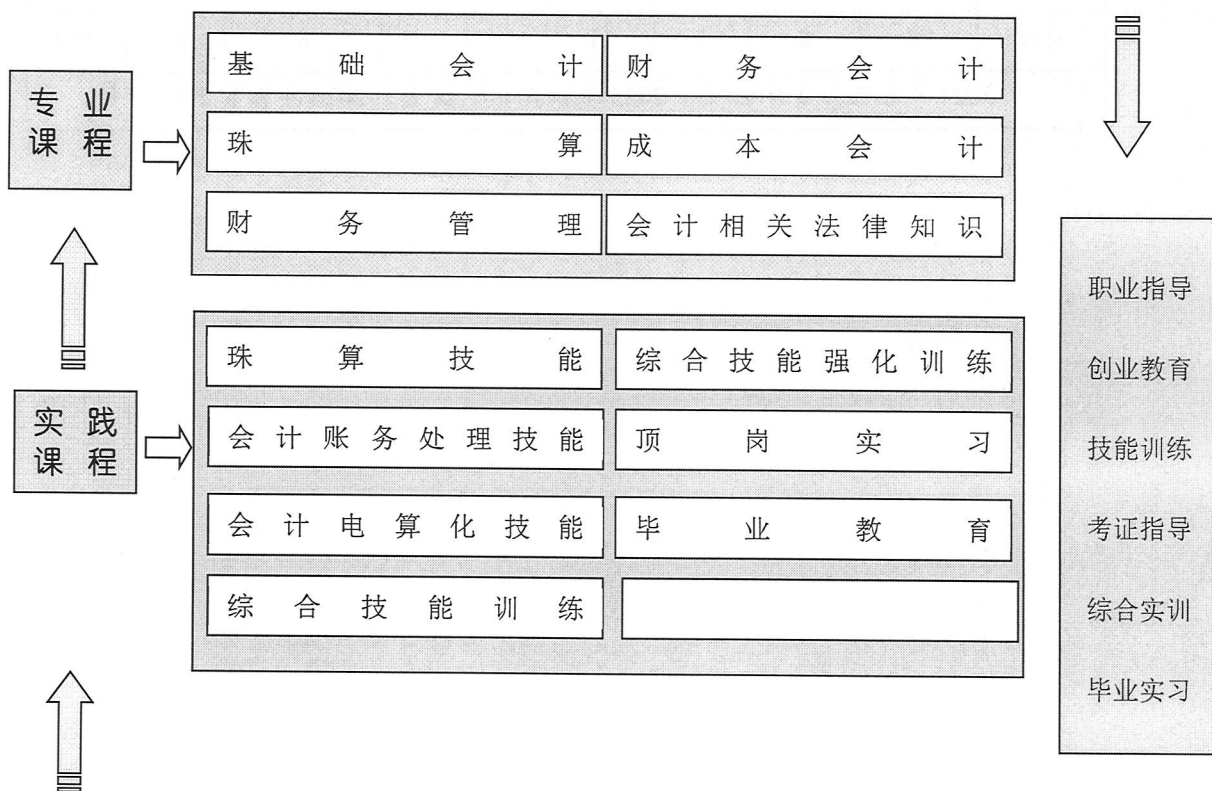 专业
课程
基础会计
财务会计
珠算
成本会计
财务管理
会计相关法律知识
实践
课程
珠算技能
综合技能强化训练
会计账务处理技能
顶岗实习
会计电算化技能
毕业教育
综合技能训练
职业指导
创业教育
技能训练
考证指导
综合实训
毕业实习